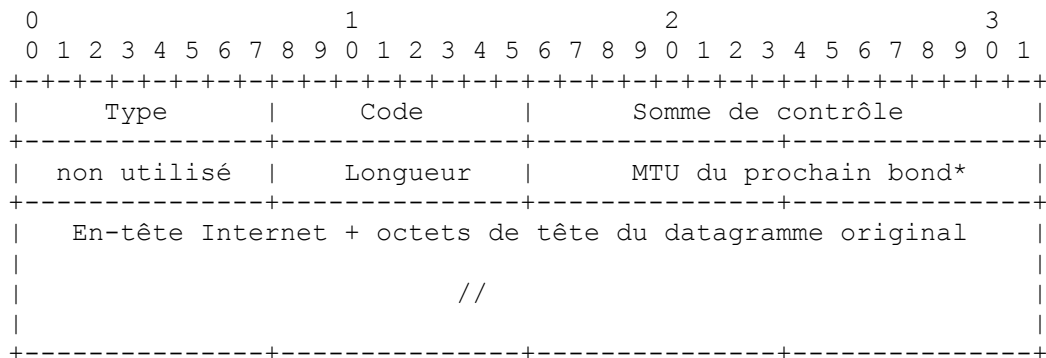 0                   1                   2                   3
0 1 2 3 4 5 6 7 8 9 0 1 2 3 4 5 6 7 8 9 0 1 2 3 4 5 6 7 8 9 0 1
+-+-+-+-+-+-+-+-+-+-+-+-+-+-+-+-+-+-+-+-+-+-+-+-+-+-+-+-+-+-+-+-+
|     Type      |     Code      |      Somme de contrôle        |
+---------------+---------------+---------------+---------------+
|  non utilisé  |    Longueur   |      MTU du prochain bond*    |
+---------------+---------------+---------------+---------------+
|   En-tête Internet + octets de tête du datagramme original    |
|                                                               |
|                           //                                  |
|                                                               |
+---------------+---------------+---------------+---------------+